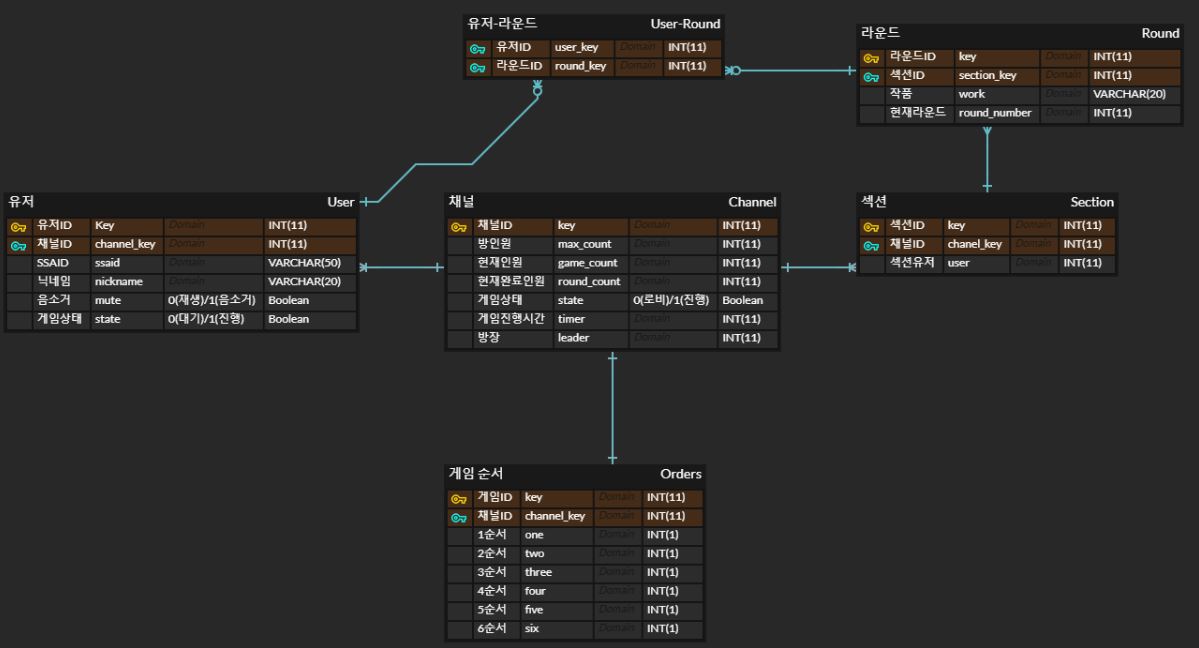 유저-라운드 User-Round
유저ID user_key Domain INT(11)
라운드ID round_key Domain INT(11)
라운드 Round
라운드ID key Domain INT(11)
섹션ID section_key Domain INT(11)
작품 work Domain VARCHAR(20)
현재라운드 round_number Domain INT(11)
유저 User
유저ID Key Domain INT(11)
채널ID channel_key Domain INT(11)
SSAID ssaid Domain VARCHAR(50)
닉네임 nickname Domain VARCHAR(20)
음소거 mute 0(재생)/1(음소거) Boolean
게임상태 state 0(대기)/1(진행) Boolean
채널 Channel
채널ID key Domain INT(11)
방인원 max_count Domain INT(11)
현재인원 game_count Domain INT(11)
현재완료인원 round_count Domain INT(11)
게임상태 state 0(로비)/1(진행) Boolean
게임진행시간 timer Domain INT(11)
방장 leader Domain INT(11)
섹션 Section
섹션ID key Domain INT(11)
채널ID chanel_key Domain INT(11)
섹션유저 user Domain INT(11)
게임 순서 Orders
게임ID key Domain INT(11)
채널ID channel_key Domain INT(11)
1순서 one Domain INT(1)
2순서 two Domain INT(1)
3순서 three Domain INT(1)
4순서 four Domain INT(1)
5순서 five Domain INT(1)
6순서 six Domain INT(1)